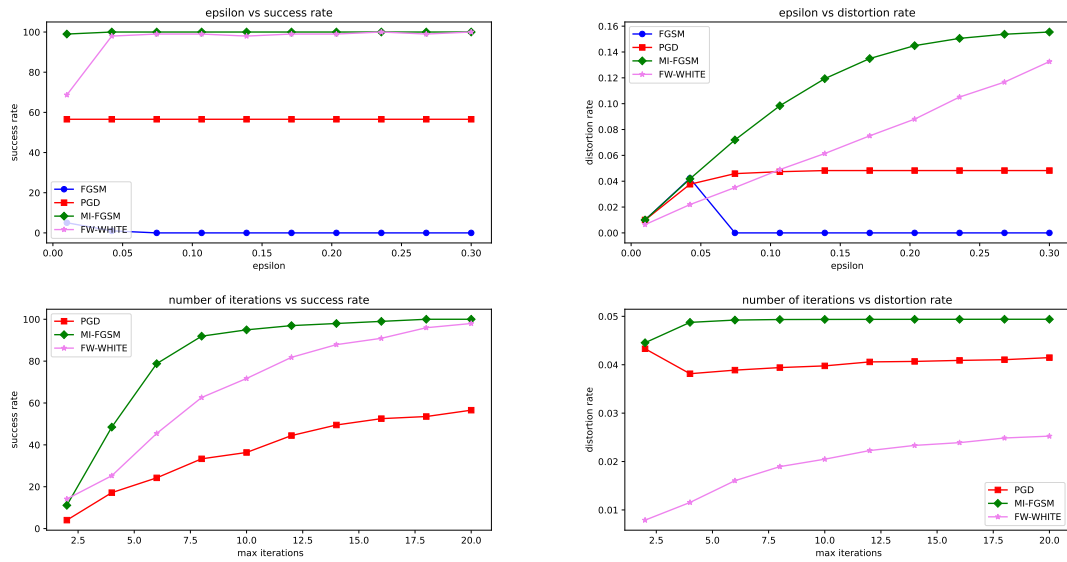 epsilon vs success rate
100
80
60
40
20
0
success rate
FGSM
PGD
MI-FGSM
FW-WHITE
0.00
0.05
0.10
0.15
0.20
0.25
0.30
epsilon
epsilon vs distortion rate
0.16
0.14
0.12
0.10
0.08
0.06
0.04
0.02
0.00
distortion rate
FGSM
PGD
MI-FGSM
FW-WHITE
0.00
0.05
0.10
0.15
0.20
0.25
0.30
epsilon
number of iterations vs success rate
100
80
60
40
20
0
success rate
PGD
MI-FGSM
FW-WHITE
2.5
5.0
7.5
10.0
12.5
15.0
17.5
20.0
max iterations
number of iterations vs distortion rate
0.05
0.04
0.03
0.02
0.01
distortion rate
PGD
MI-FGSM
FW-WHITE
2.5
5.0
7.5
10.0
12.5
15.0
17.5
20.0
max iterations